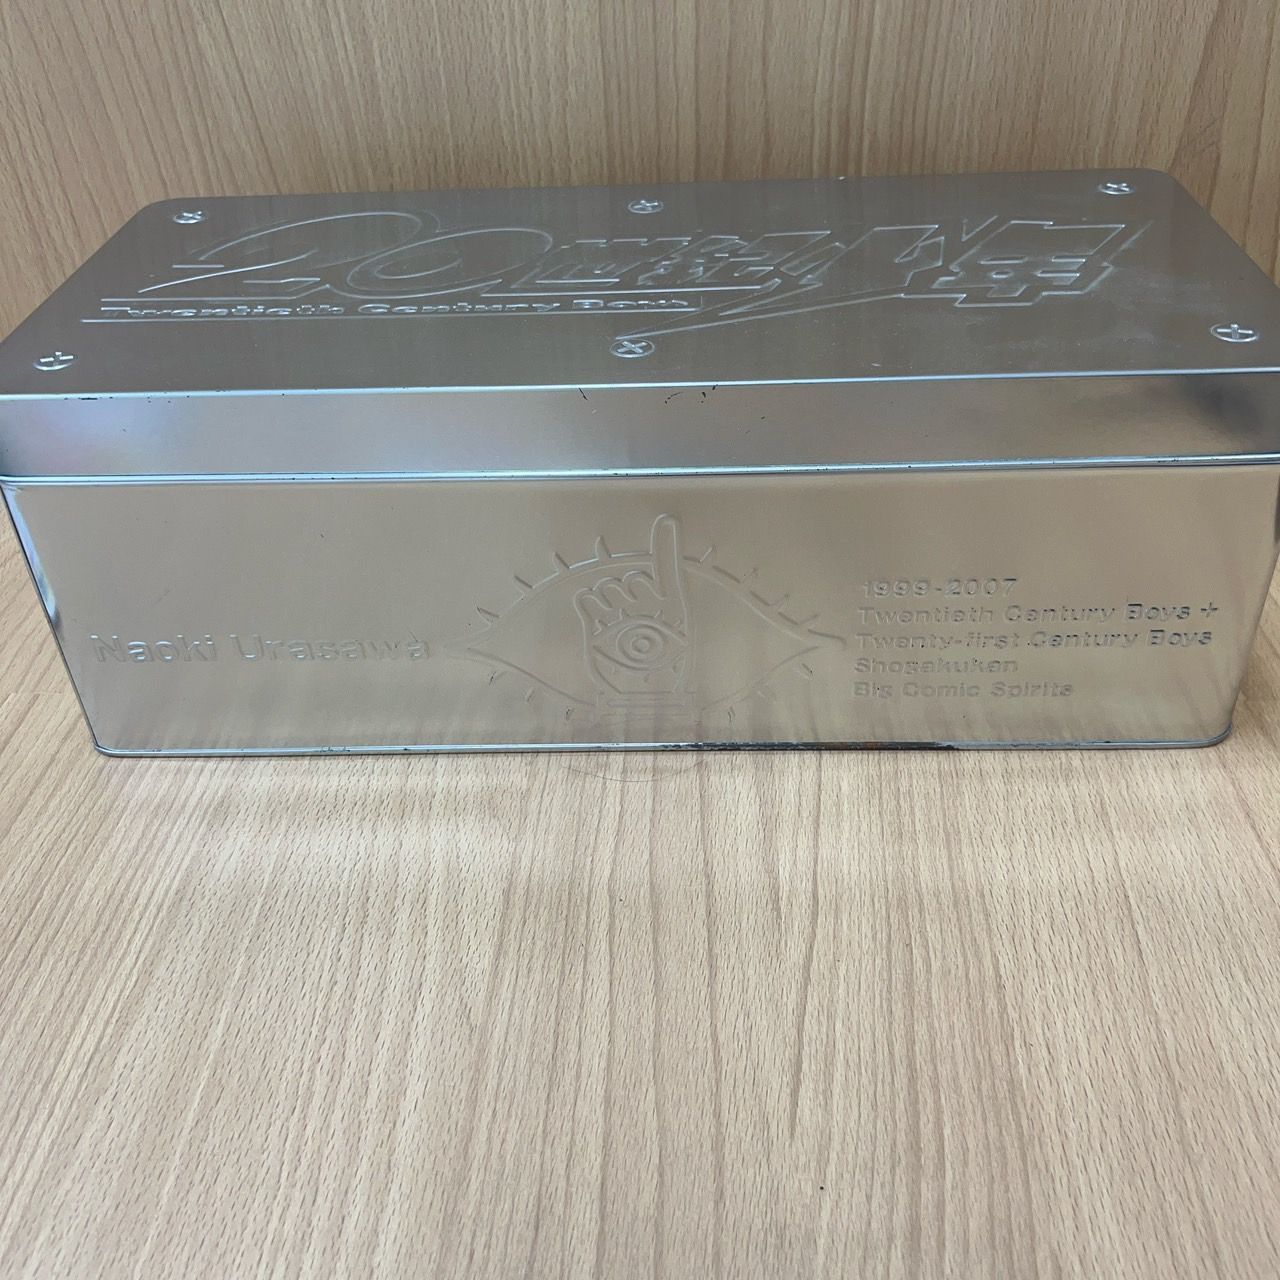 20世紀少年
Twentieth Century Boys
Naoki Urasawa
1999-2007
Twentieth Century Boys +
Twenty-first Century Boys
Shogakukan
Big Comic Spirits